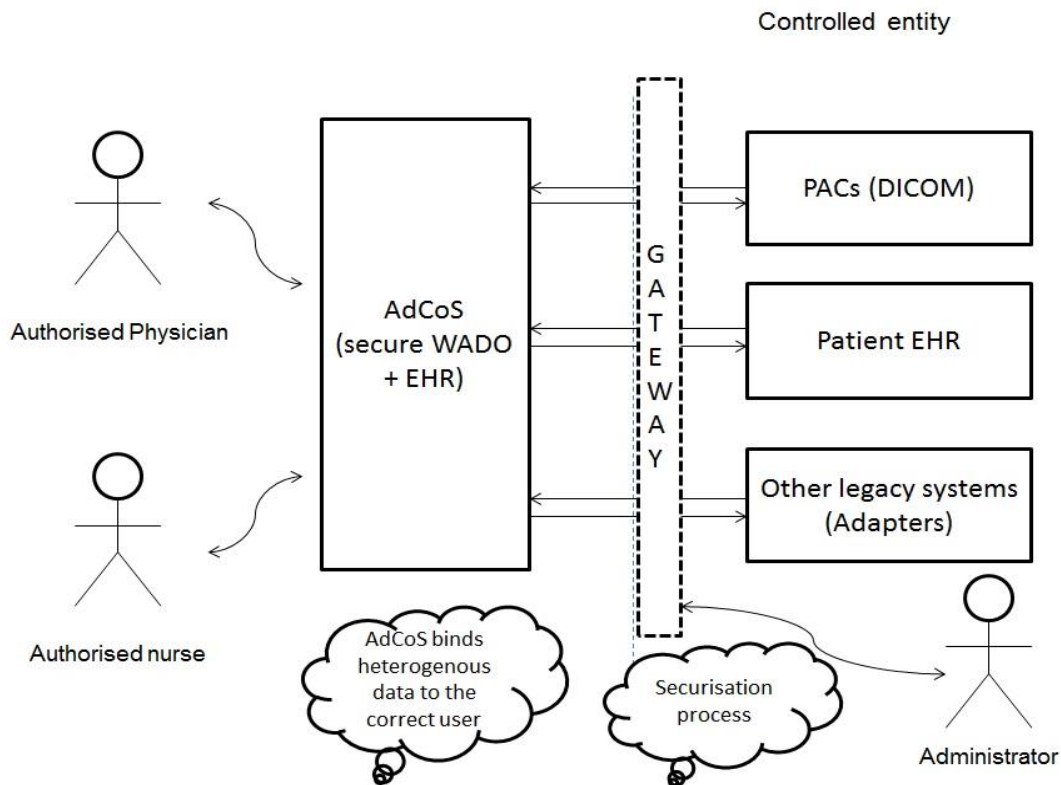 Controlled entity
Authorised Physician
Authorised nurse
AdCoS
(secure WADO
+ EHR)
G
A
T
E
W
A
Y
PACs (DICOM)
Patient EHR
Other legacy systems
(Adapters)
AdCoS binds
heterogenous
data to the
correct user
Securisation
process
Administrator